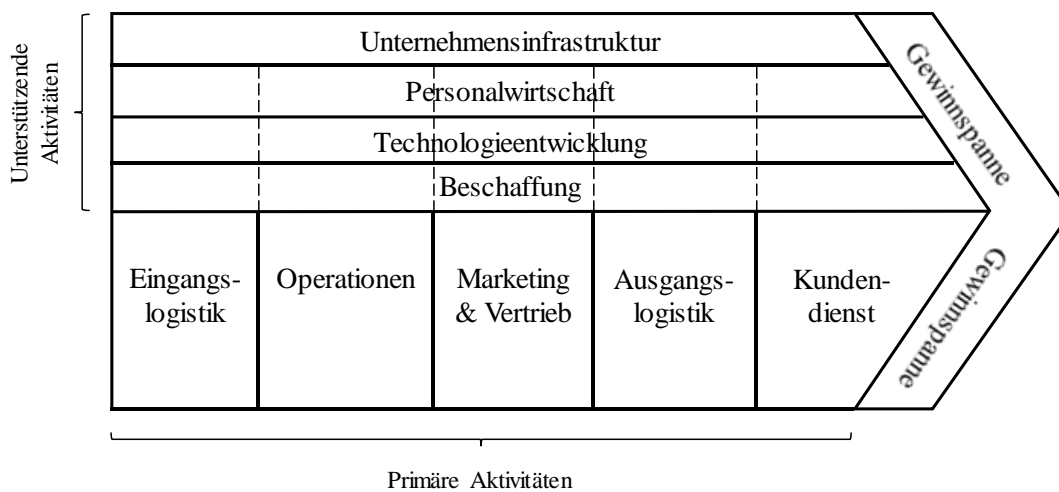 Unterstützende
Aktivitäten
Unternehmensinfrastruktur
Personalwirtschaft
Technologieentwicklung
Beschaffung
Gewinnspanne
Eingangs-
logistik
Operationen
Marketing
& Vertrieb
Ausgangs-
logistik
Kunden-
dienst
Gewinnspanne
Primäre Aktivitäten